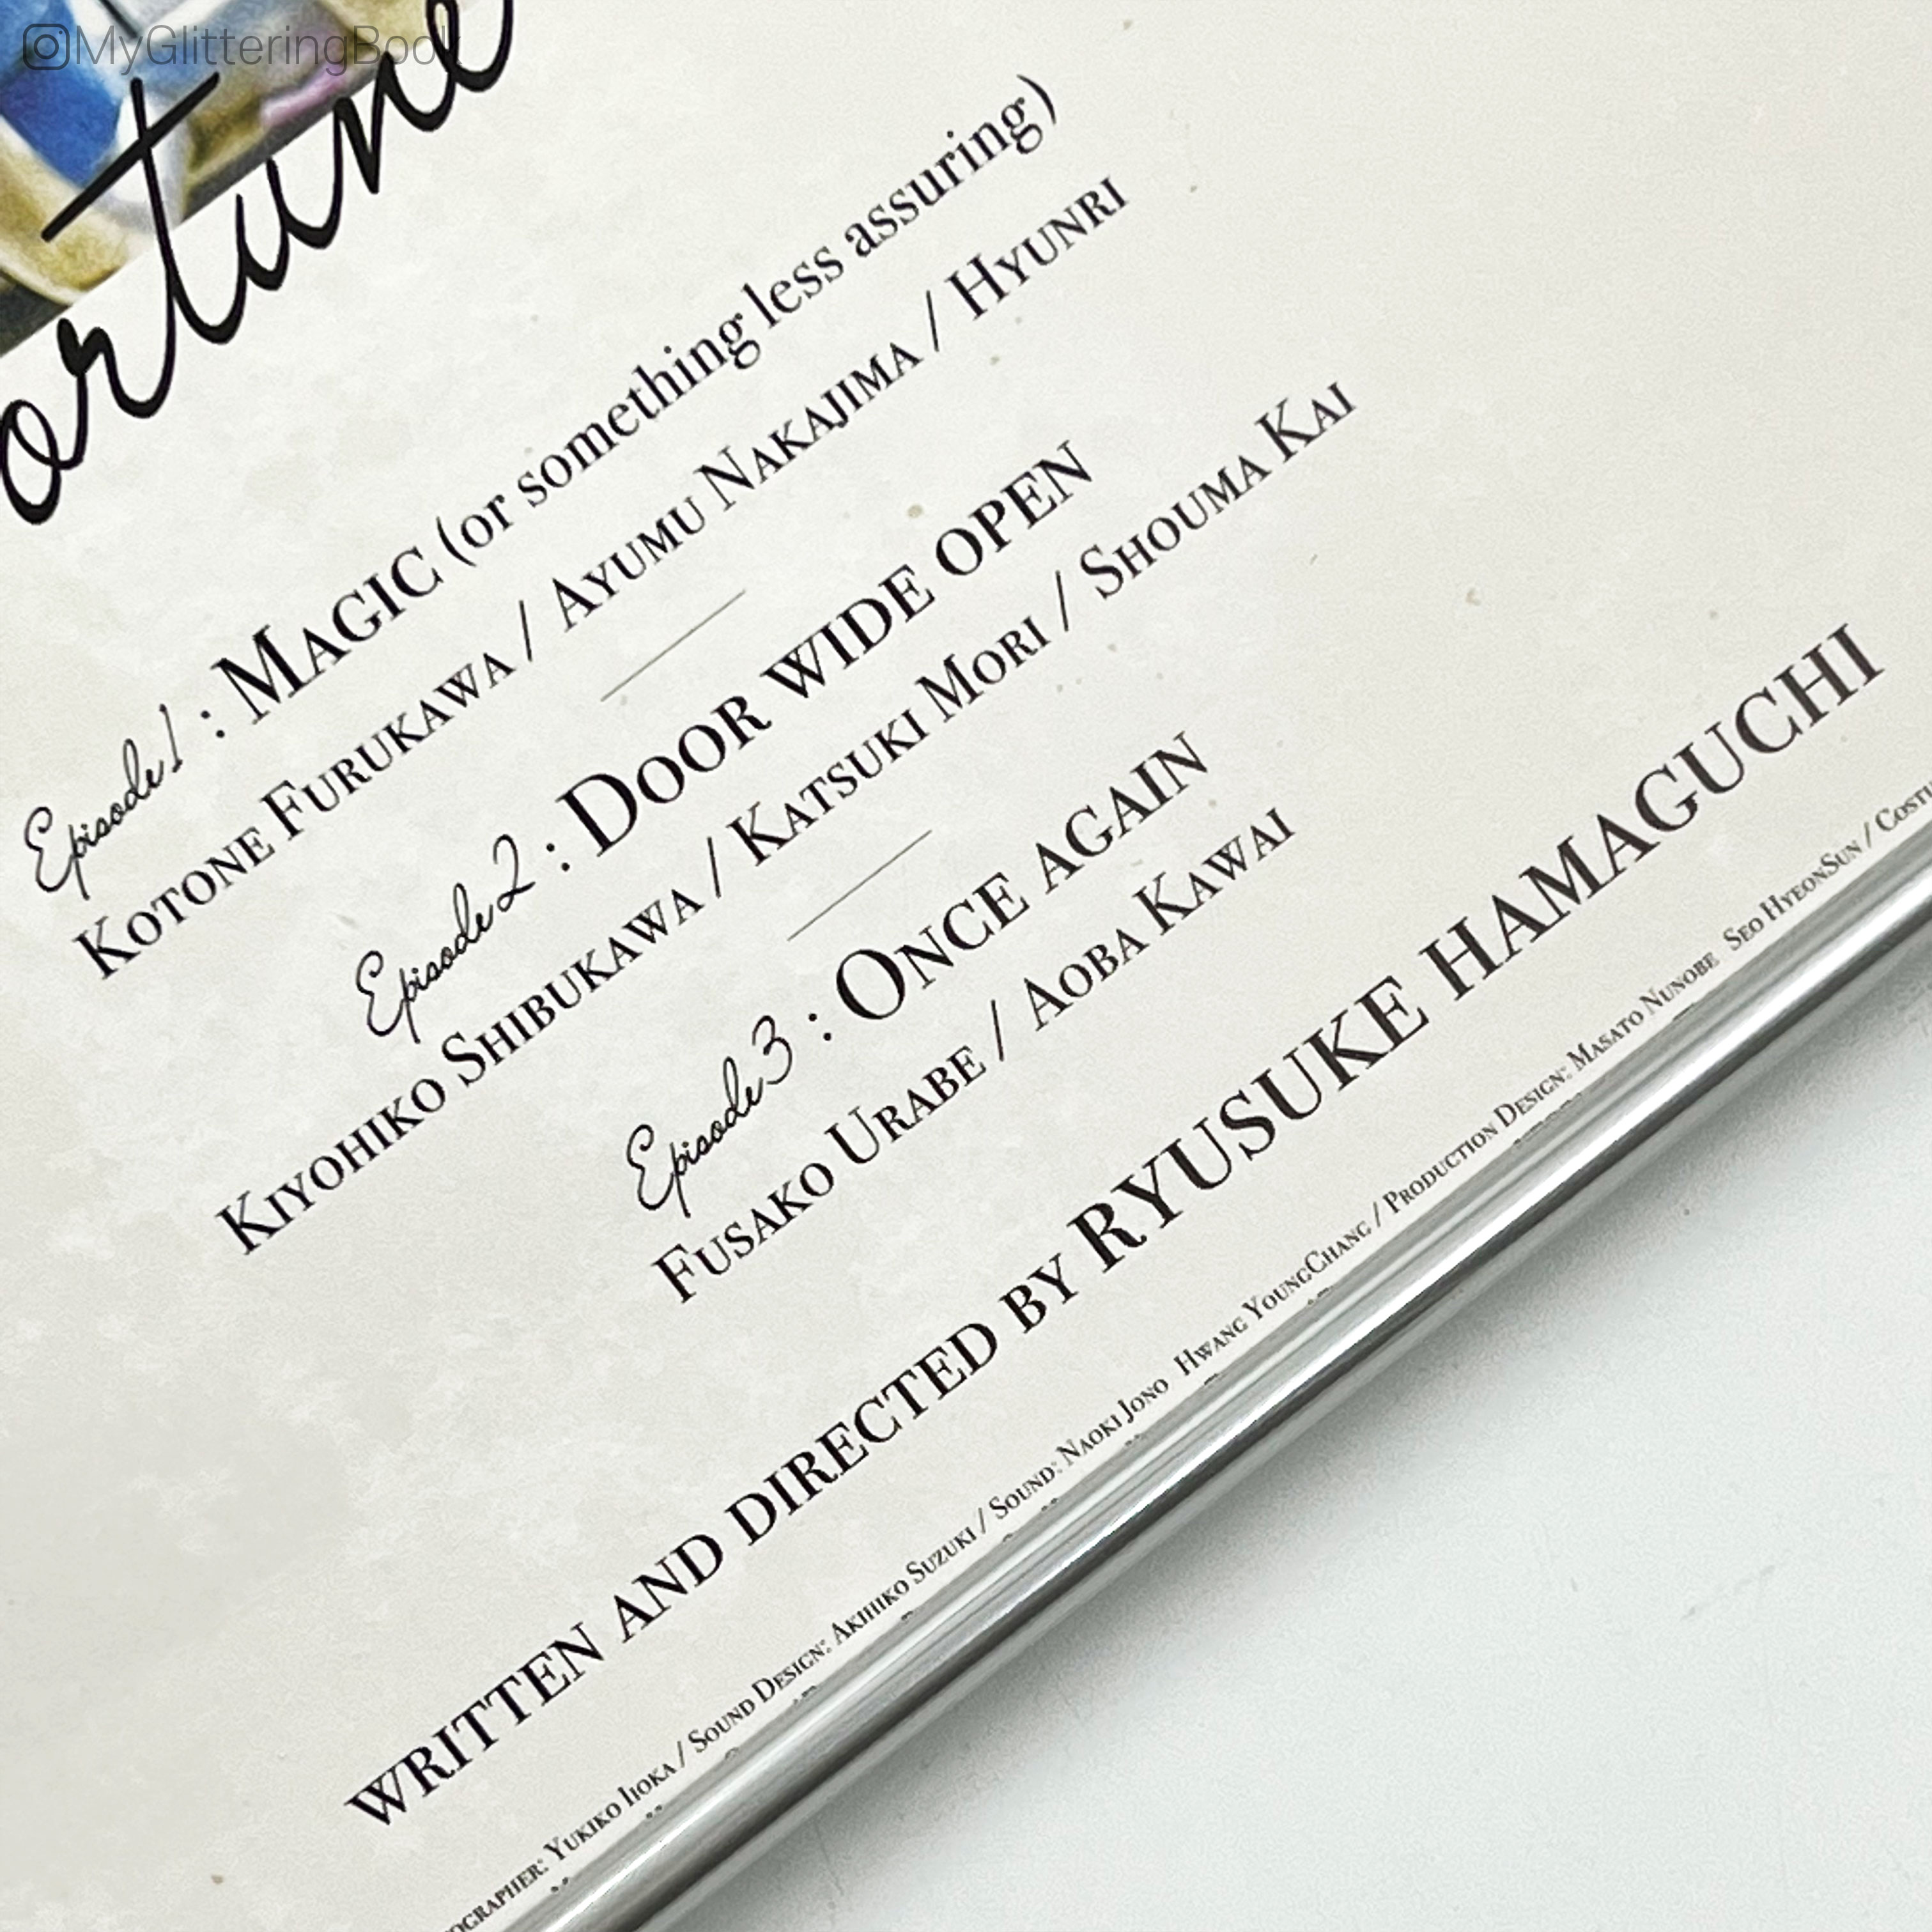 MyGlitteringBook
ortune
Episode 1 : MAGIC (or something less assuring)
KOTONE FURUKAWA / AYUMU NAKAJIMA / HYUNRI
Episode 2 : DOOR WIDE OPEN
KIYOHIKO SHIBUKAWA / KATSUKI MORI / SHOUMA KAI
Episode 3 : ONCE AGAIN
FUSAKO URABE / AOBA KAWAI
WRITTEN AND DIRECTED BY RYUSUKE HAMAGUCHI
OGRAPHER: YUKIKO IIOKA / SOUND DESIGN: AKIHIKO SUZUKI / SOUND: NAOKI JONO HWANG YOUNGCHANG / PRODUCTION DESIGN: MASATO NUNOBE SEO HYEONSUN / COSTU